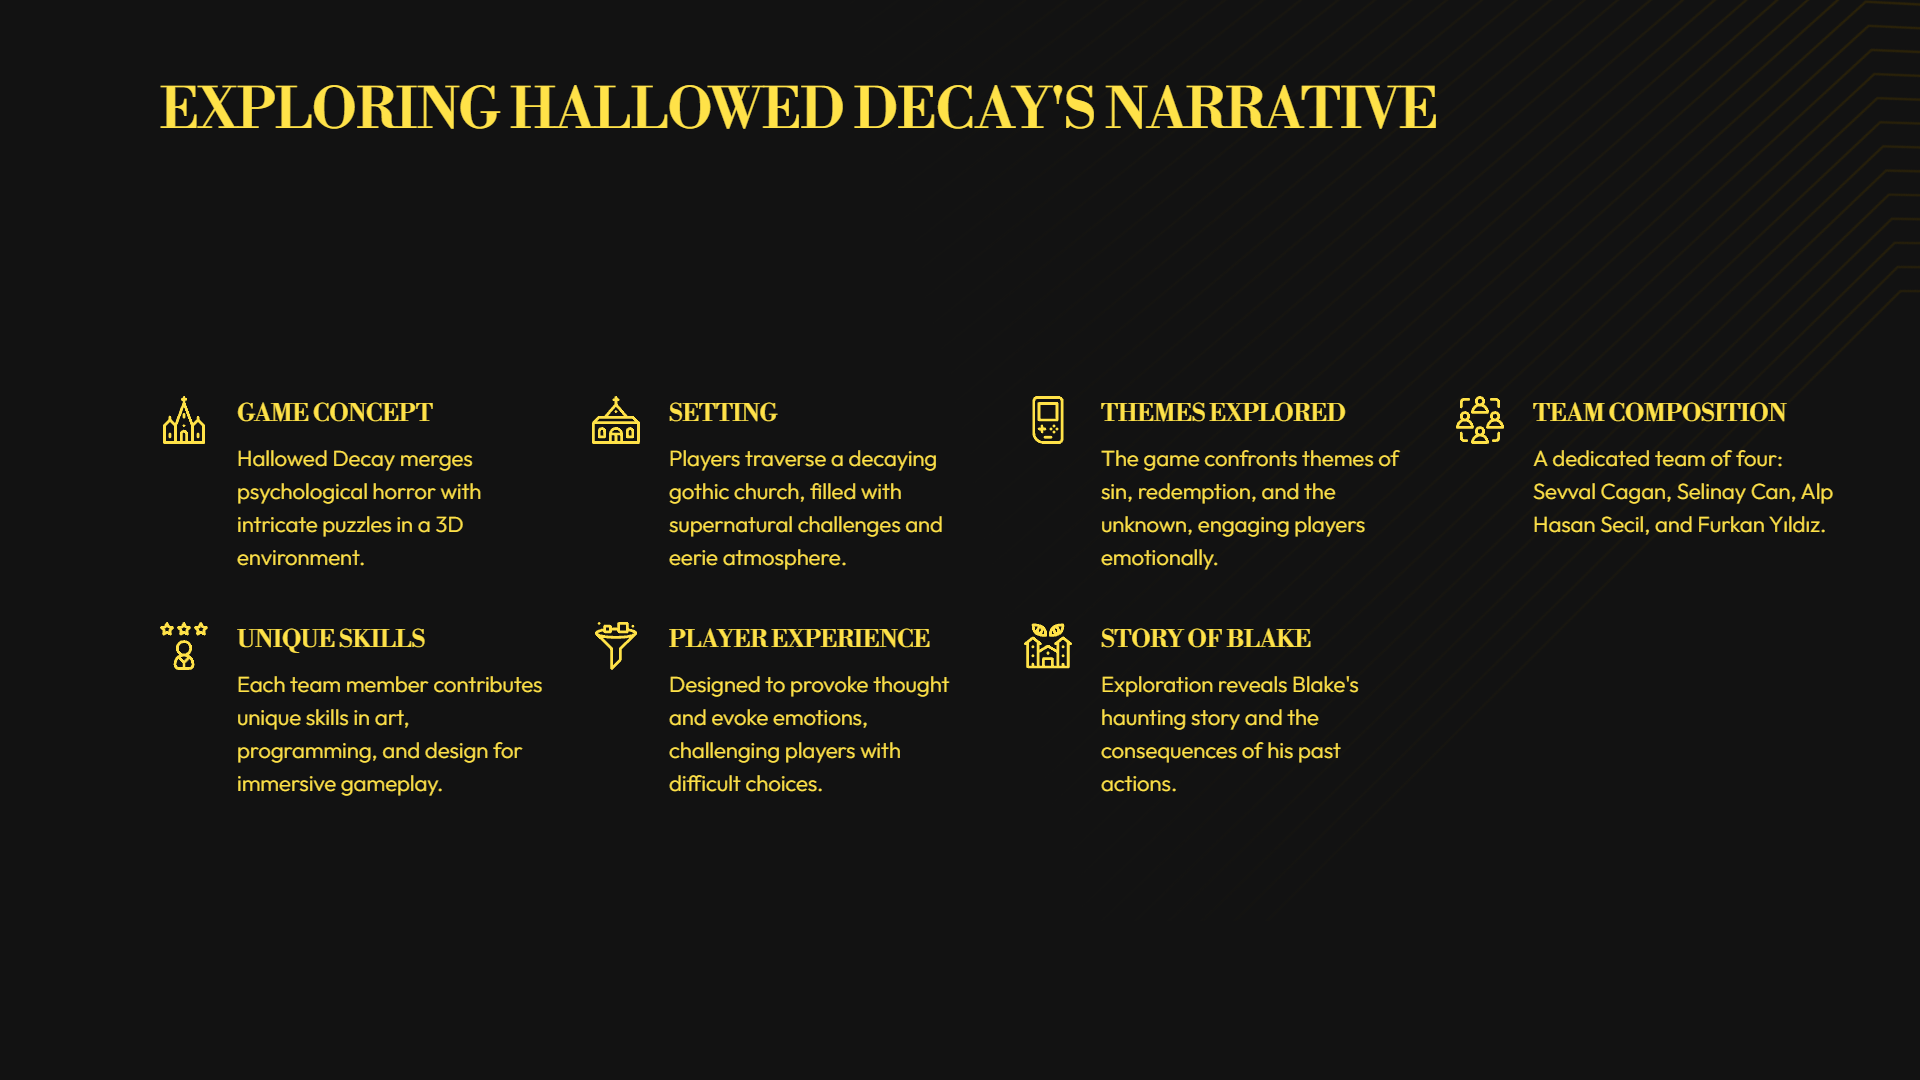 EXPLORING HALLOWED DECAY'S NARRATIVE
GAME CONCEPT
Hallowed Decay merges
psychological horror with
intricate puzzles in a 3D
environment.
SETTING
Players traverse a decaying
gothic church, filled with
supernatural challenges and
eerie atmosphere.
THEMES EXPLORED
The game confronts themes of
sin, redemption, and the
unknown, engaging players
emotionally.
TEAM COMPOSITION
A dedicated team of four:
Sevval Cagan, Selinay Can, Alp
Hasan Secil, and Furkan Yıldız.
UNIQUE SKILLS
Each team member contributes
unique skills in art,
programming, and design for
immersive gameplay.
PLAYER EXPERIENCE
Designed to provoke thought
and evoke emotions,
challenging players with
difficult choices.
STORY OF BLAKE
Exploration reveals Blake's
haunting story and the
consequences of his past
actions.